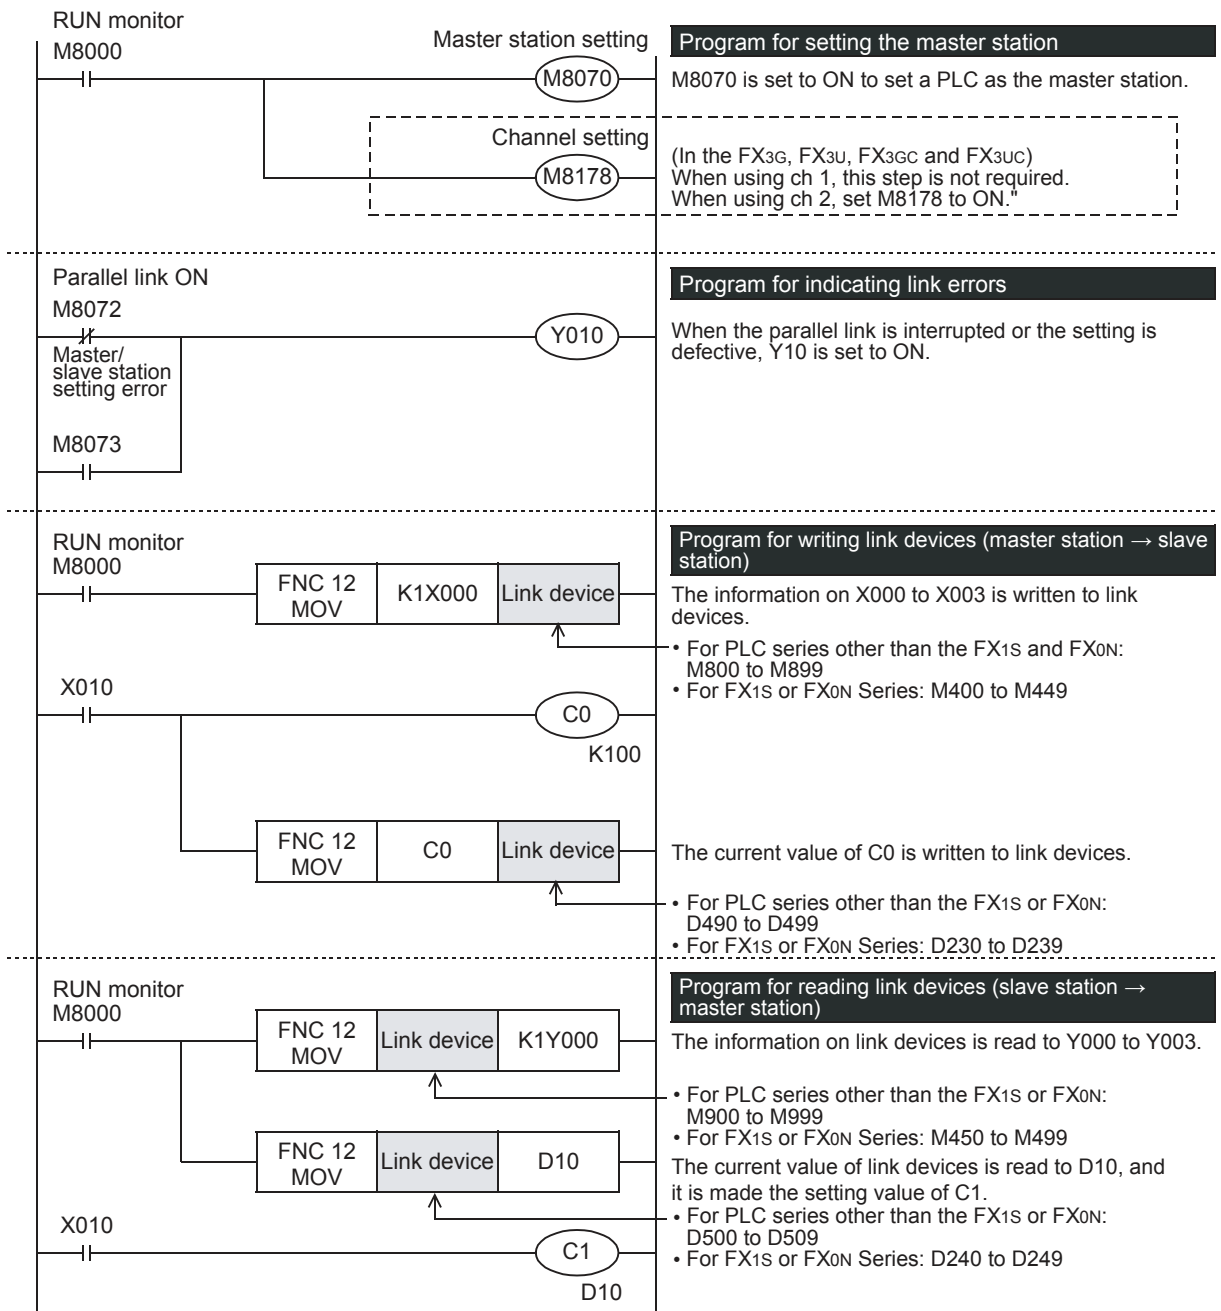 RUN monitor
M8000
Master station setting
M8070
Program for setting the master station
M8070 is set to ON to set a PLC as the master station.
Channel setting
M8178
(In the FX3G, FX3U, FX3GC and FX3UC)
When using ch 1, this step is not required.
When using ch 2, set M8178 to ON."
Parallel link ON
M8072
Y010
Master/
slave station
setting error
M8073
Program for indicating link errors
When the parallel link is interrupted or the setting is
defective, Y10 is set to ON.
RUN monitor
M8000
FNC 12
MOV
K1X000
Link device
Program for writing link devices (master station → slave
station)
The information on X000 to X003 is written to link
devices.
• For PLC series other than the FX1S and FX0N:
M800 to M899
• For FX1S or FX0N Series: M400 to M449
X010
C0
K100
FNC 12
MOV
C0
Link device
The current value of C0 is written to link devices.
• For PLC series other than the FX1S or FX0N:
D490 to D499
• For FX1S or FX0N Series: D230 to D239
RUN monitor
M8000
FNC 12
MOV
Link device
K1Y000
Program for reading link devices (slave station →
master station)
The information on link devices is read to Y000 to Y003.
• For PLC series other than the FX1S or FX0N:
M900 to M999
• For FX1S or FX0N Series: M450 to M499
FNC 12
MOV
Link device
D10
The current value of link devices is read to D10, and
it is made the setting value of C1.
• For PLC series other than the FX1S or FX0N:
D500 to D509
• For FX1S or FX0N Series: D240 to D249
X010
C1
D10